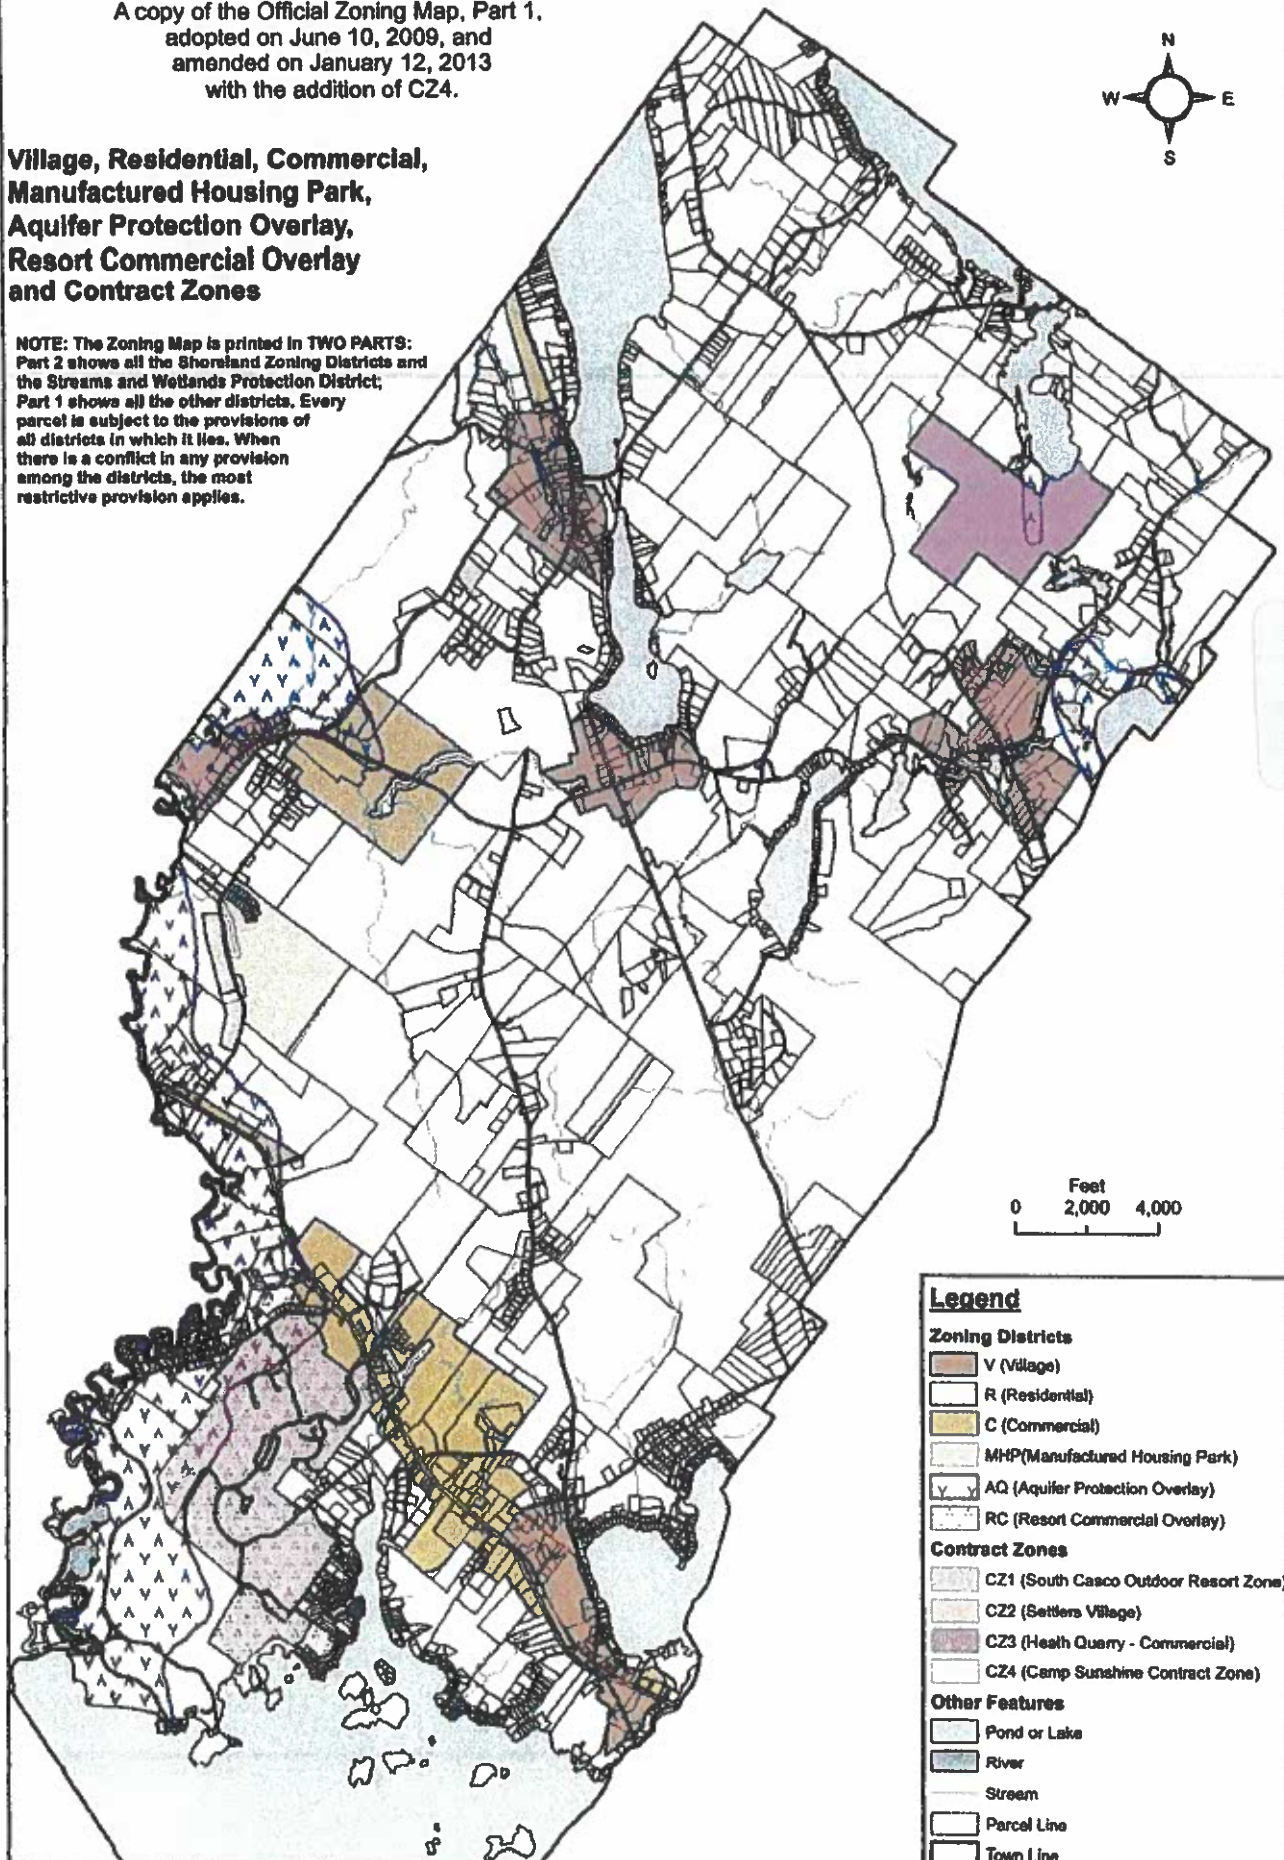 A copy of the Official Zoning Map, Part 1,
adopted on June 10, 2009, and
amended on January 12, 2013
with the addition of CZ4.
Village, Residential, Commercial,
Manufactured Housing Park,
Aquifer Protection Overlay,
Resort Commercial Overlay
and Contract Zones
NOTE: The Zoning Map is printed in TWO PARTS:
Part 2 shows all the Shoreland Zoning Districts and
the Streams and Wetlands Protection District;
Part 1 shows all the other districts. Every
parcel is subject to the provisions of
all districts in which it lies. When
there is a conflict in any provision
among the districts, the most
restrictive provision applies.
N
W E
S
Feet
0 2,000 4,000
Legend
Zoning Districts
V (Village)
R (Residential)
C (Commercial)
MHP(Manufactured Housing Park)
AQ (Aquifer Protection Overlay)
RC (Resort Commercial Overlay)
Contract Zones
CZ1 (South Casco Outdoor Resort Zone)
CZ2 (Settlers Village)
CZ3 (Heath Quarry - Commercial)
CZ4 (Camp Sunshine Contract Zone)
Other Features
Pond or Lake
River
Stream
Parcel Line
Town Line